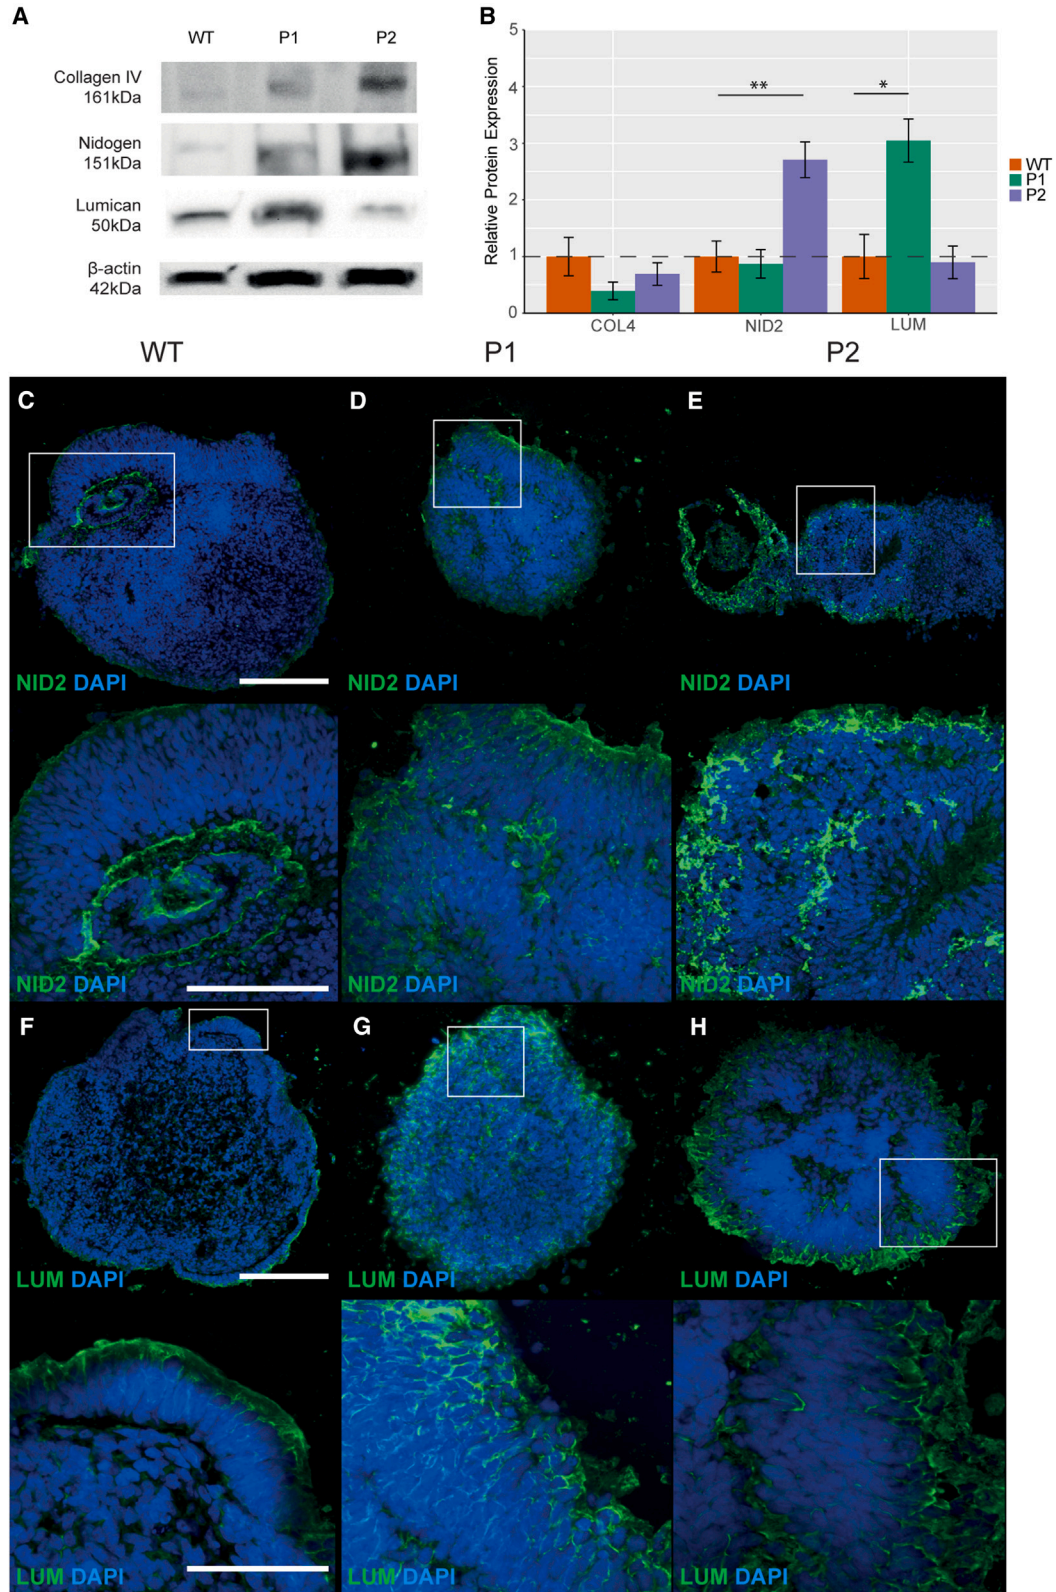 A
WT P1 P2
Collagen IV
161kDa
Nidogen
151kDa
Lumican
50kDa
β-actin
42kDa
B
Relative Protein Expression
5
4
3
2
1
0
**
*
COL4 NID2 LUM
WT
P1
P2
WT P1 P2
C D E
NID2 DAPI NID2 DAPI NID2 DAPI
NID2 DAPI NID2 DAPI NID2 DAPI
F G H
LUM DAPI LUM DAPI LUM DAPI
LUM DAPI LUM DAPI LUM DAPI